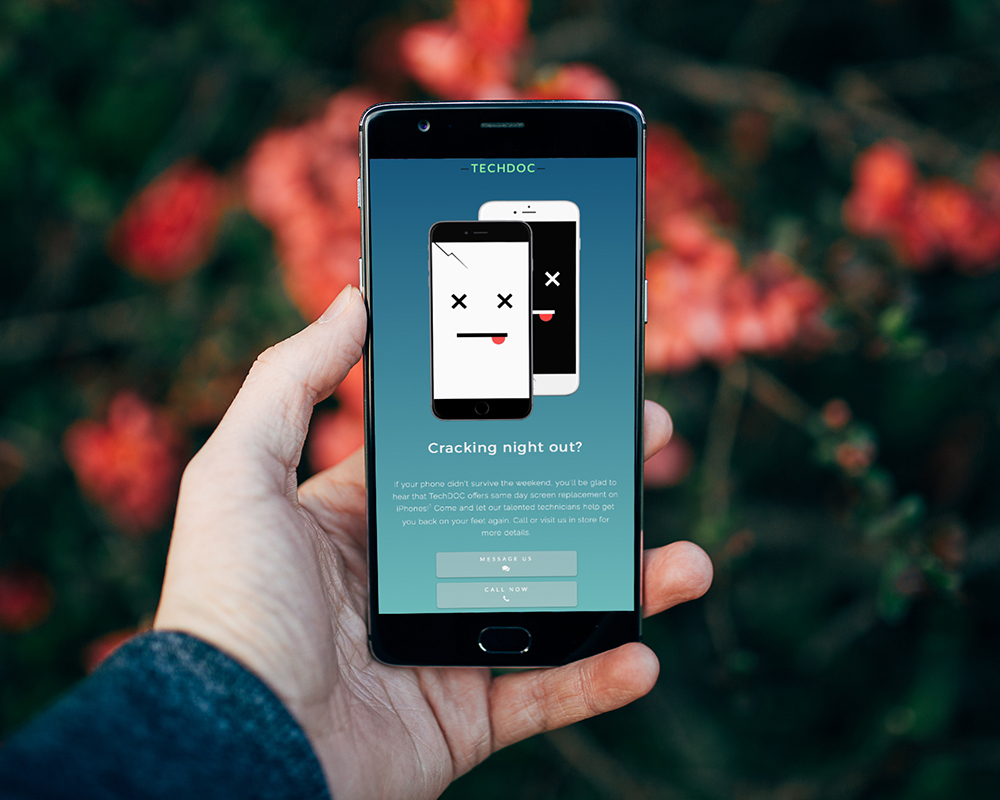 —TECHDOC—
Cracking night out?
If your phone didn't survive the weekend, you'll be glad to
hear that TechDOC offers same day screen replacement on
iPhones! Come and let our talented technicians help get
you back on your feet again. Call or visit us in store for
more details.
MESSAGE US
CALL NOW